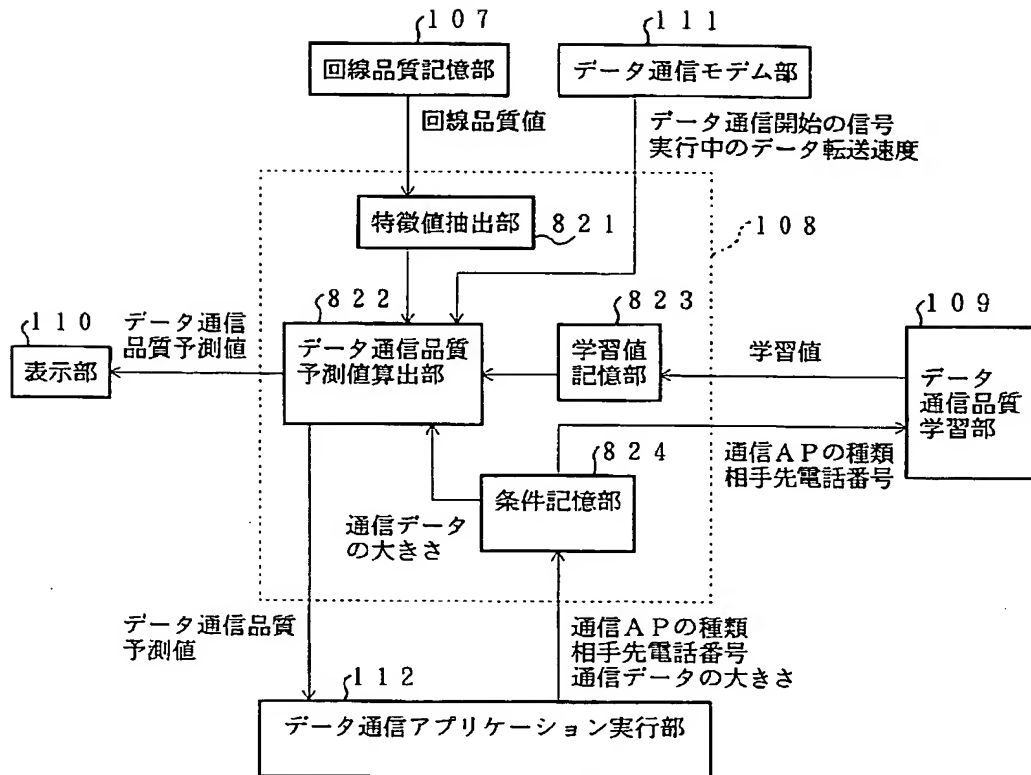 １０７
１１１
回線品質記憶部
データ通信モデム部
回線品質値
データ通信開始の信号
実行中のデータ転送速度
特徴値抽出部
８２１
１０８
８２２
８２３
１０９
１１０
データ通信
品質予測値
表示部
データ通信品質
予測値算出部
学習値
記憶部
学習値
データ
通信品質
学習部
８２４
通信ＡＰの種類
相手先電話番号
条件記憶部
通信データ
の大きさ
データ通信品質
予測値
通信ＡＰの種類
相手先電話番号
通信データの大きさ
１１２
データ通信アプリケーション実行部